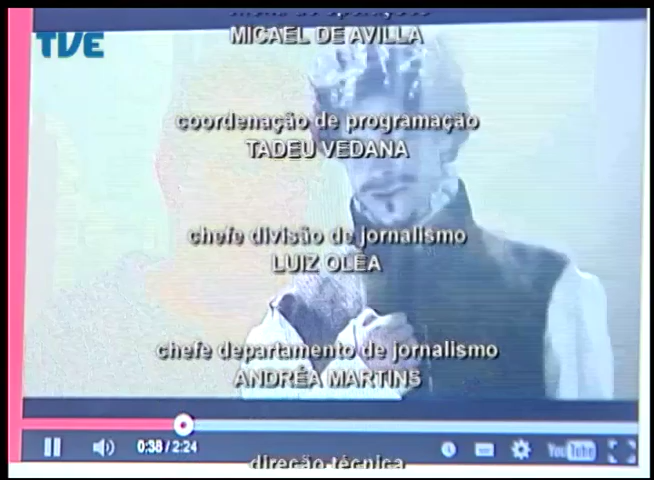 TVE
MICAEL DE AVILLA
coordenação de programação
TADEU VEDANA
chefe divisão de jornalismo
LUIZ OLEA
chefe departamento de jornalismo
ANDRÉA MARTINS
0:38 / 2:24
YouTube
direção técnica